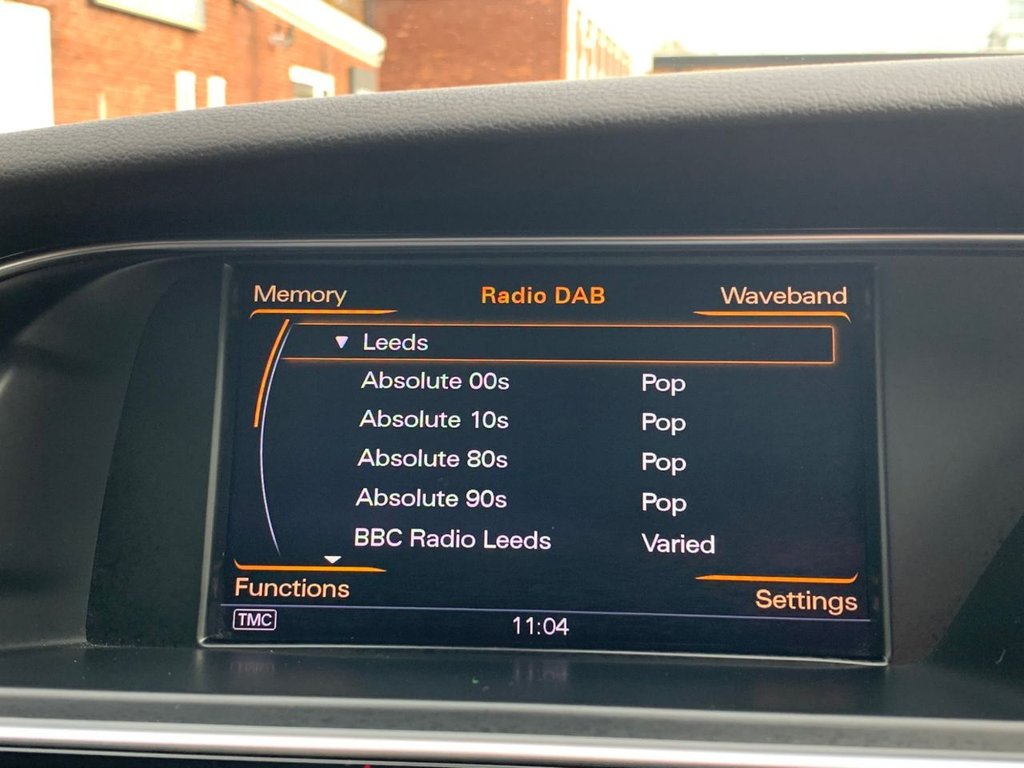 Memory Radio DAB Waveband
Leeds
Absolute 00s Pop
Absolute 10s Pop
Absolute 80s Pop
Absolute 90s Pop
BBC Radio Leeds Varied
Functions Settings
TMC 11:04